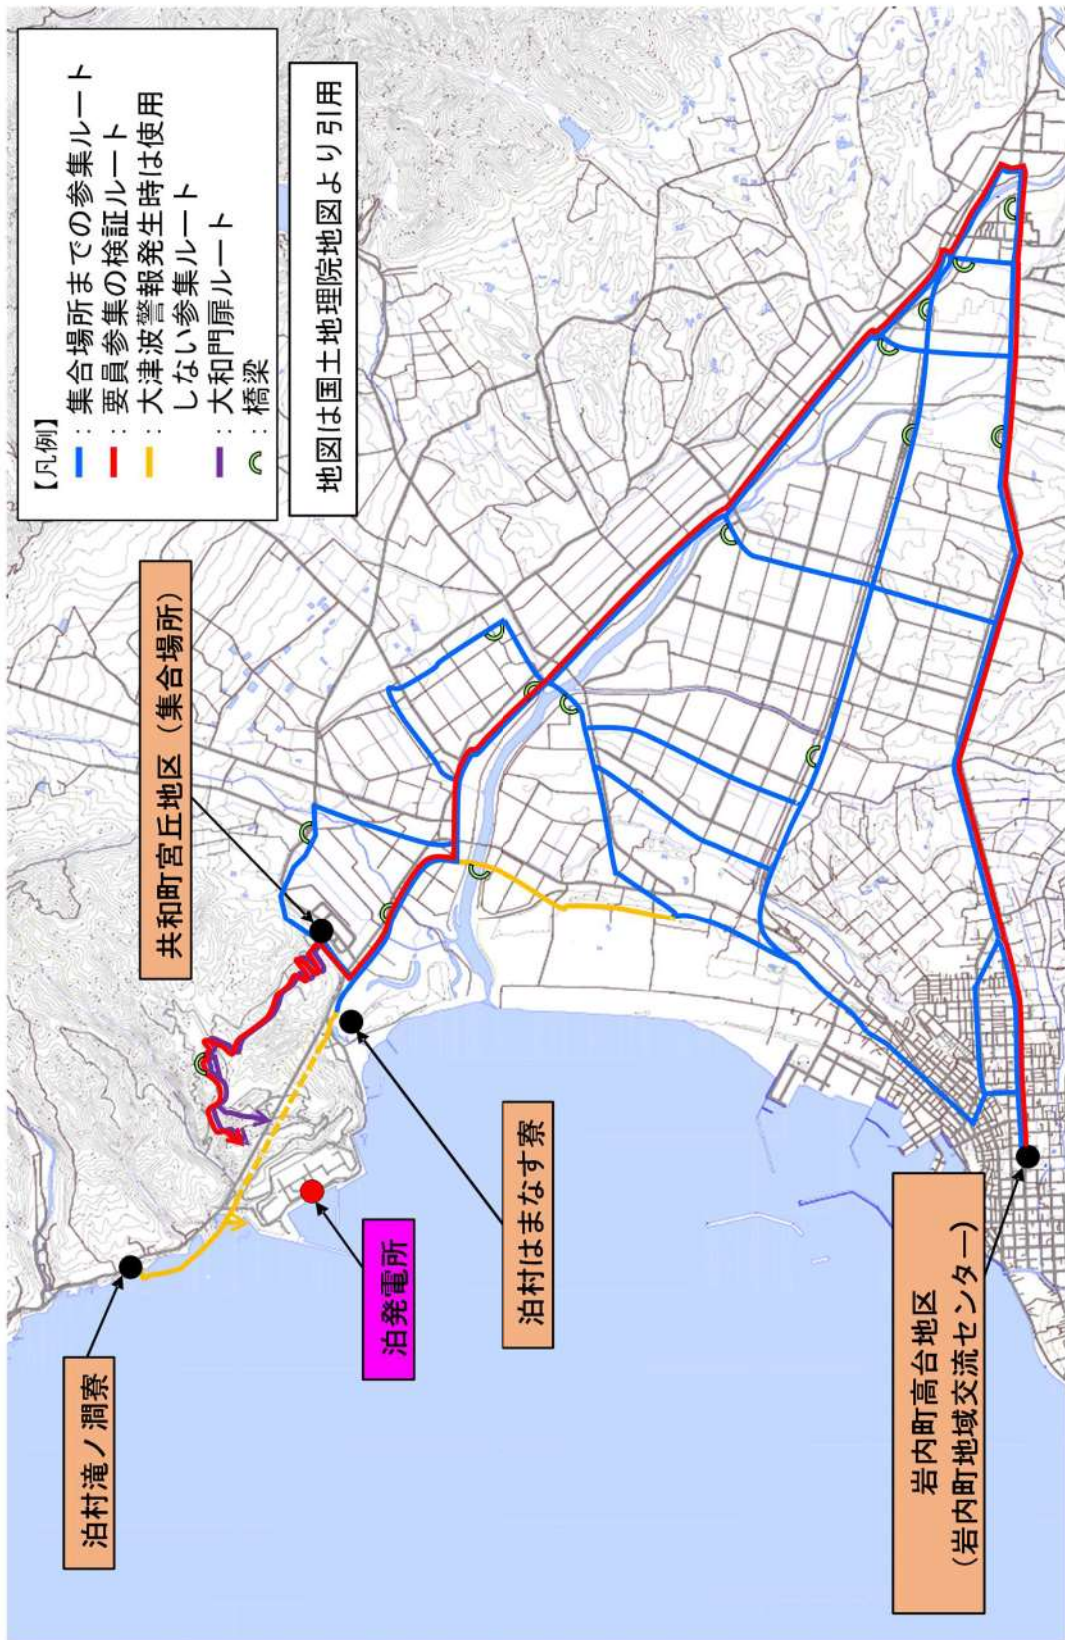 【凡例】
：集合場所までの参集ルート
：要員参集の検証ルート
：大津波警報発生時は使用
しない参集ルート
：大和門扉ルート
：橋梁
地図は国土地理院地図より引用
共和町宮丘地区（集合場所）
泊村滝ノ澗寮
泊発電所
泊村はまなす寮
岩内町高台地区
（岩内町地域交流センター）